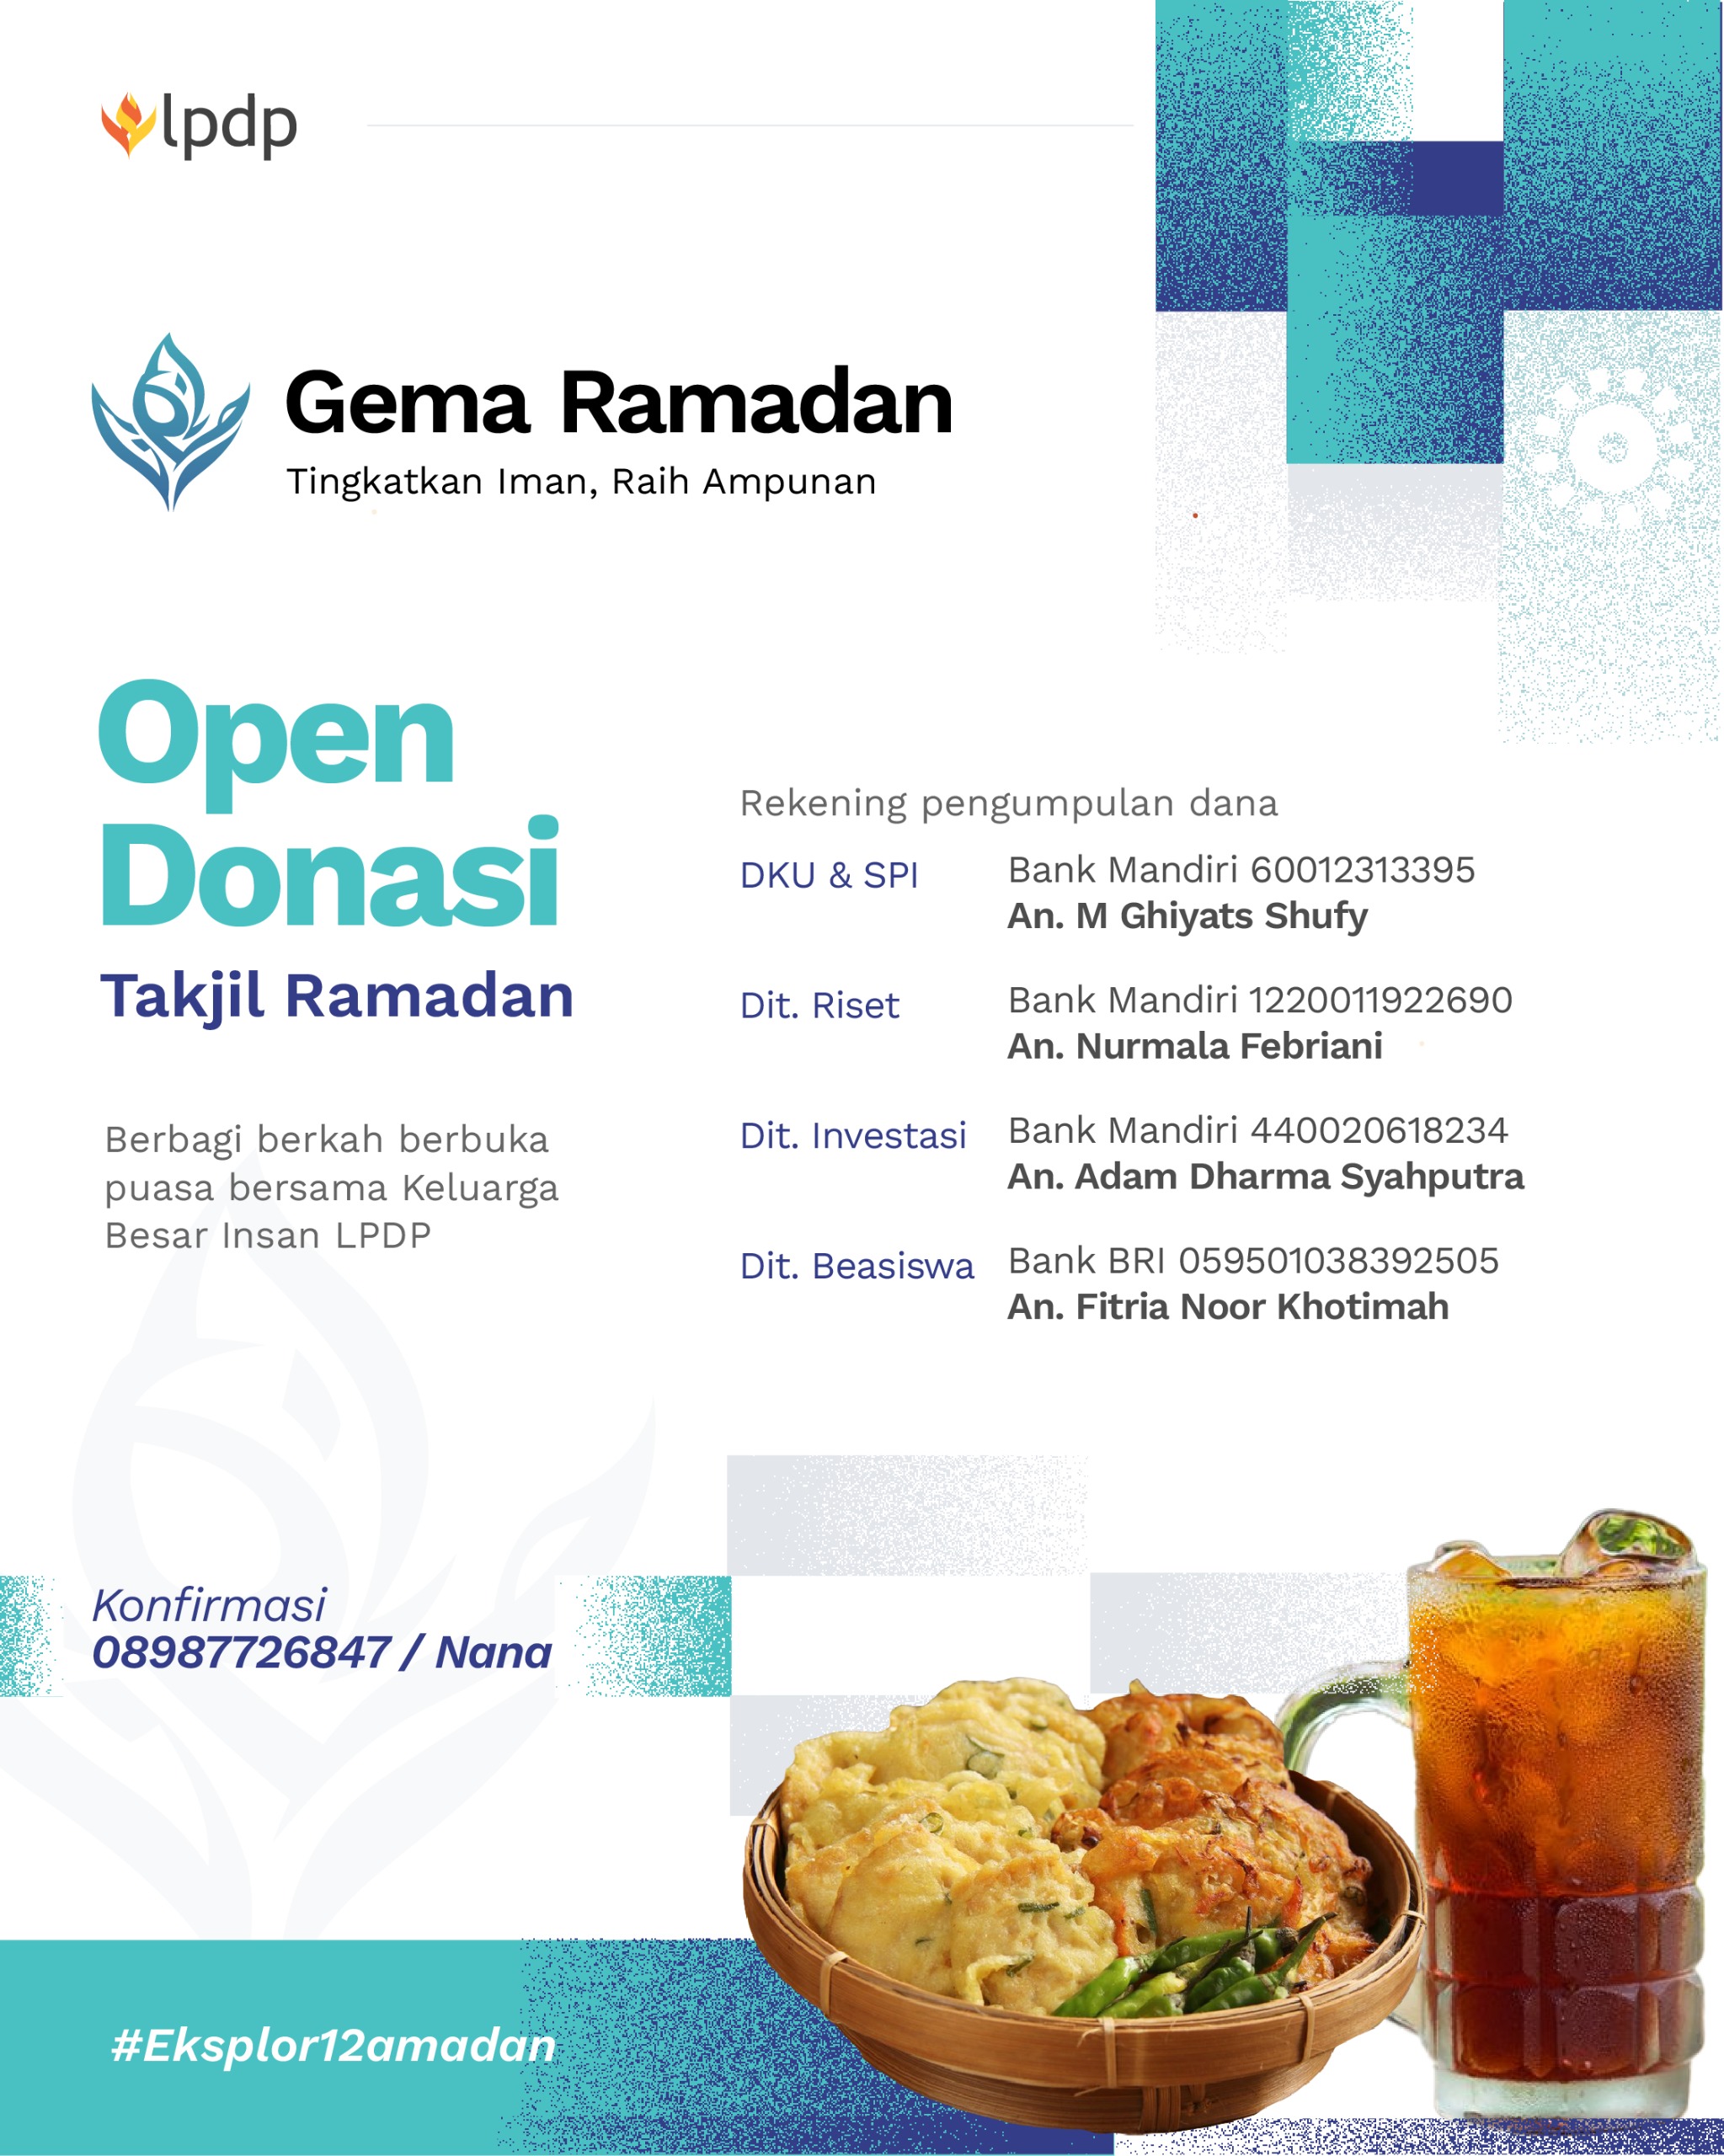 lpdp
Gema Ramadan
Tingkatkan Iman, Raih Ampunan
Open
Donasi
Takjil Ramadan
Berbagi berkah berbuka
puasa bersama Keluarga
Besar Insan LPDP
Rekening pengumpulan dana
DKU & SPI
Bank Mandiri 60012313395
An. M Ghiyats Shufy
Dit. Riset
Bank Mandiri 1220011922690
An. Nurmala Febriani
Dit. Investasi
Bank Mandiri 440020618234
An. Adam Dharma Syahputra
Dit. Beasiswa
Bank BRI 059501038392505
An. Fitria Noor Khotimah
Konfirmasi
08987726847 / Nana
#Eksplor12amadan